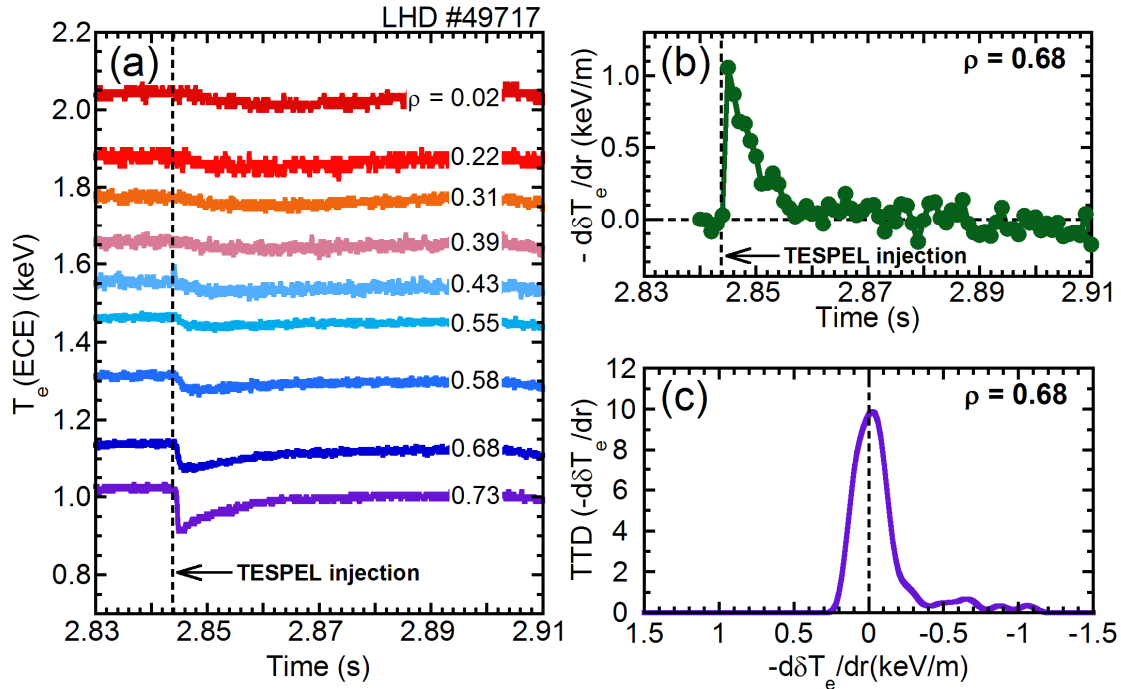 LHD #49717
(a)
2.2
2.0
1.8
1.6
1.4
1.2
1.0
0.8
T_e(ECE) (keV)
ρ = 0.02
0.22
0.31
0.39
0.43
0.55
0.58
0.68
0.73
TESPEL injection
2.83 2.85 2.87 2.89 2.91
Time (s)
(b)
ρ = 0.68
1.0
0.5
0.0
- dδT_e/dr (keV/m)
TESPEL injection
2.83 2.85 2.87 2.89 2.91
Time (s)
(c)
ρ = 0.68
12
10
8
6
4
2
0
TTD (-dδT_e/dr)
1.5 1 0.5 0 -0.5 -1 -1.5
-dδT_e/dr(keV/m)